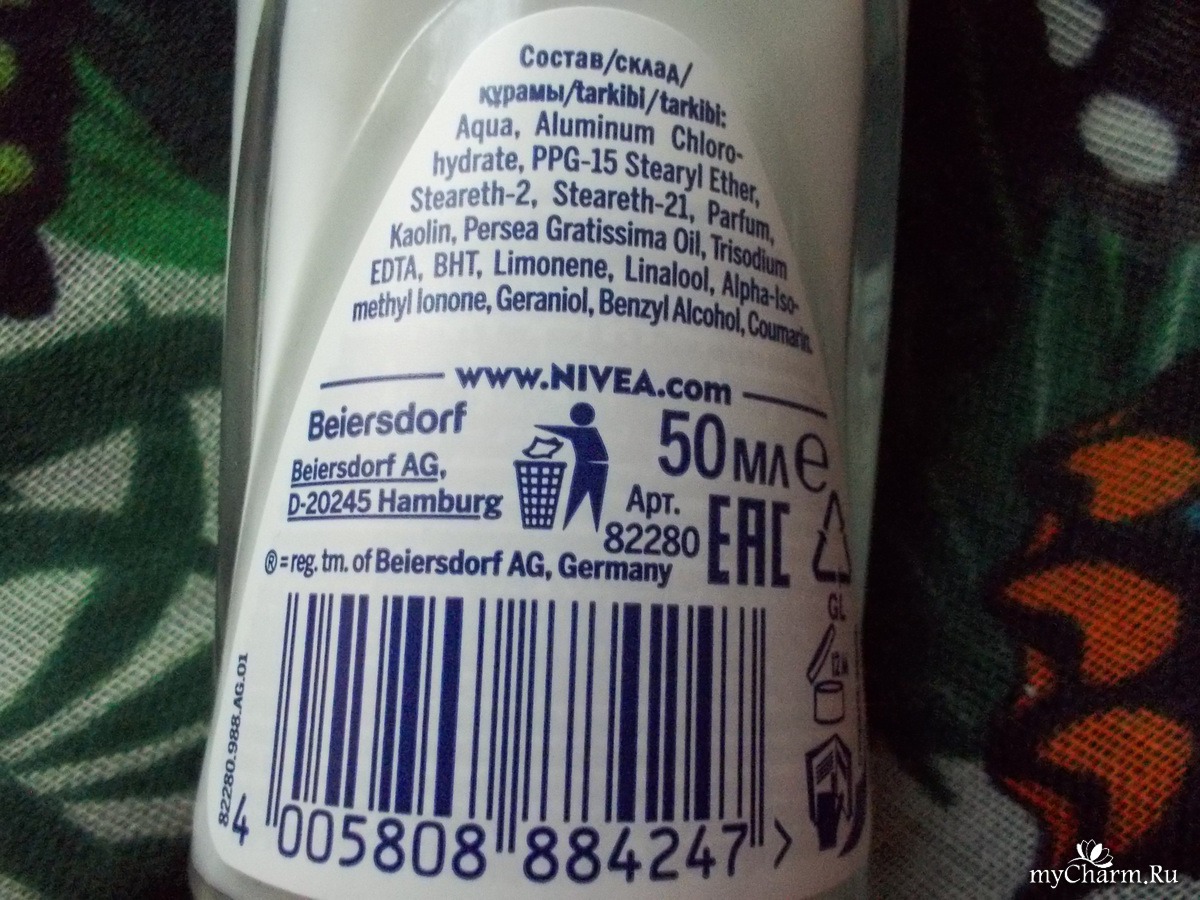 Состав/склад/
құрамы/tarkibi/tarkibi:
Aqua, Aluminum Chloro-
hydrate, PPG-15 Stearyl Ether,
Steareth-2, Steareth-21, Parfum,
Kaolin, Persea Gratissima Oil, Trisodium
EDTA, BHT, Limonene, Linalool, Alpha-Iso-
methyl Ionone, Geraniol, Benzyl Alcohol, Coumarin.
www.NIVEA.com
Beiersdorf
Beiersdorf AG,
D-20245 Hamburg
50 мл e
Арт.
82280
EAC
® = reg. tm. of Beiersdorf AG, Germany
GL
12 M
82280.988.AG.01
4 005808 884247 >
myCharm.Ru